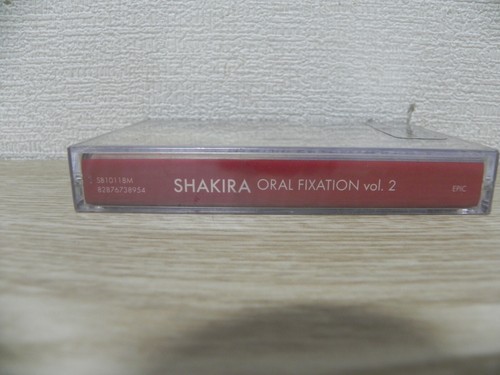 SB10118M
82876738954
SHAKIRA ORAL FIXATION vol. 2
EPIC